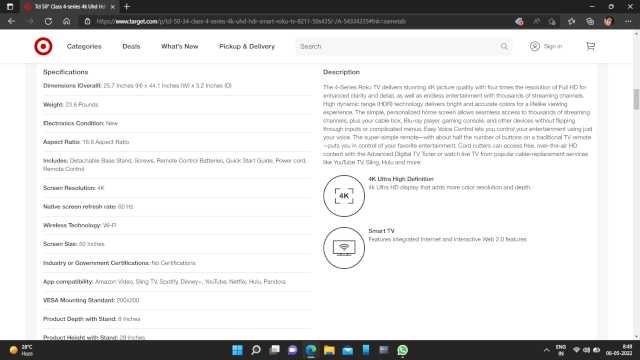 Tcl 50" Class 4-series 4k Uhd Hdr
https://www.target.com/p/tcl-50-34-class-4-series-4k-uhd-hdr-smart-roku-tv-8211-50s435/-/A-54334335#lnk=sametab
Categories Deals What's New Pickup & Delivery Search Sign in
Specifications
Dimensions (Overall): 25.7 Inches (H) x 44.1 Inches (W) x 3.2 Inches (D)
Weight: 23.6 Pounds
Electronics Condition: New
Aspect Ratio: 16:9 Aspect Ratio
Includes: Detachable Base Stand, Screws, Remote Control Batteries, Quick Start Guide, Power cord,
Remote Control
Screen Resolution: 4K
Native screen refresh rate: 60 Hz
Wireless Technology: Wi-Fi
Screen Size: 50 Inches
Industry or Government Certifications: No Certifications
App compatibility: Amazon Video, Sling TV, Spotify, Disney+, YouTube, Netflix, Hulu, Pandora
VESA Mounting Standard: 200x200
Product Depth with Stand: 8 Inches
Product Height with Stand: 28 Inches
Description
The 4-Series Roku TV delivers stunning 4K picture quality with four times the resolution of Full HD for
enhanced clarity and detail, as well as endless entertainment with thousands of streaming channels.
High dynamic range (HDR) technology delivers bright and accurate colors for a lifelike viewing
experience. The simple, personalized home screen allows seamless access to thousands of streaming
channels, plus your cable box, Blu-ray player, gaming console, and other devices without flipping
through inputs or complicated menus. Easy Voice Control lets you control your entertainment using just
your voice. The super-simple remote—with about half the number of buttons on a traditional TV remote
—puts you in control of your favorite entertainment. Cord cutters can access free, over-the-air HD
content with the Advanced Digital TV Tuner or watch live TV from popular cable-replacement services
like YouTube TV, Sling, Hulu and more.
4K
4K Ultra High Definition
4k Ultra HD display that adds more color resolution and depth.
Smart TV
Features integrated Internet and interactive Web 2.0 features
28°C
Haze
ENG
IN
8:49
06-05-2022